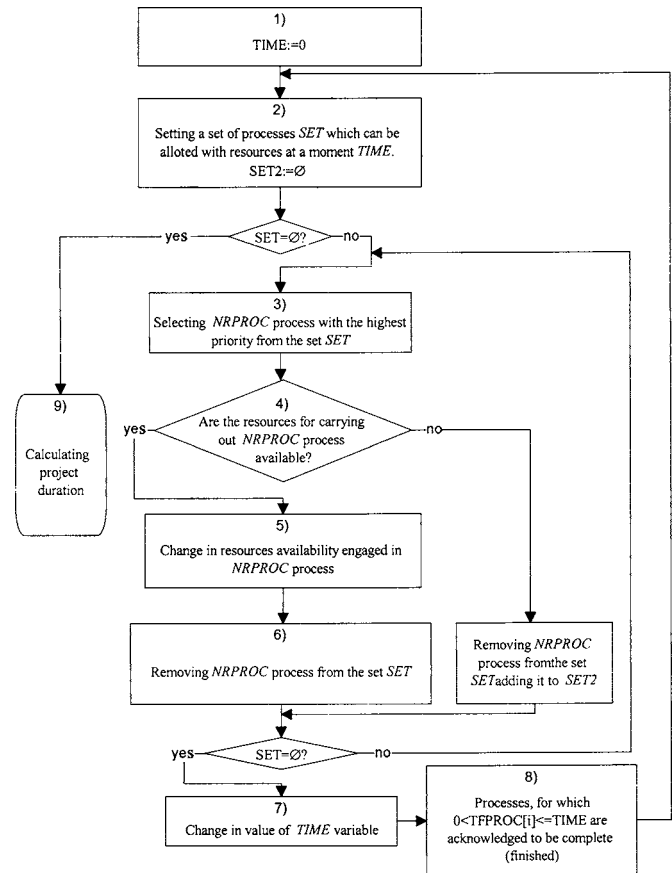 1)
TIME:=0
2)
Setting a set of processes SET which can be
alloted with resources at a moment TIME.
SET2:=∅
yes
SET=∅?
no
3)
Selecting NRPROC process with the highest
priority from the set SET
9)
Calculating
project
duration
4)
yes
Are the resources for carrying
out NRPROC process
available?
no
5)
Change in resources availability engaged in
NRPROC process
6)
Removing NRPROC process from the set SET
Removing NRPROC
process fromthe set
SETadding it to SET2
yes
SET=∅?
no
7)
Change in value of TIME variable
8)
Processes, for which
0<TFPROC[i]<=TIME are
acknowledged to be complete
(finished)